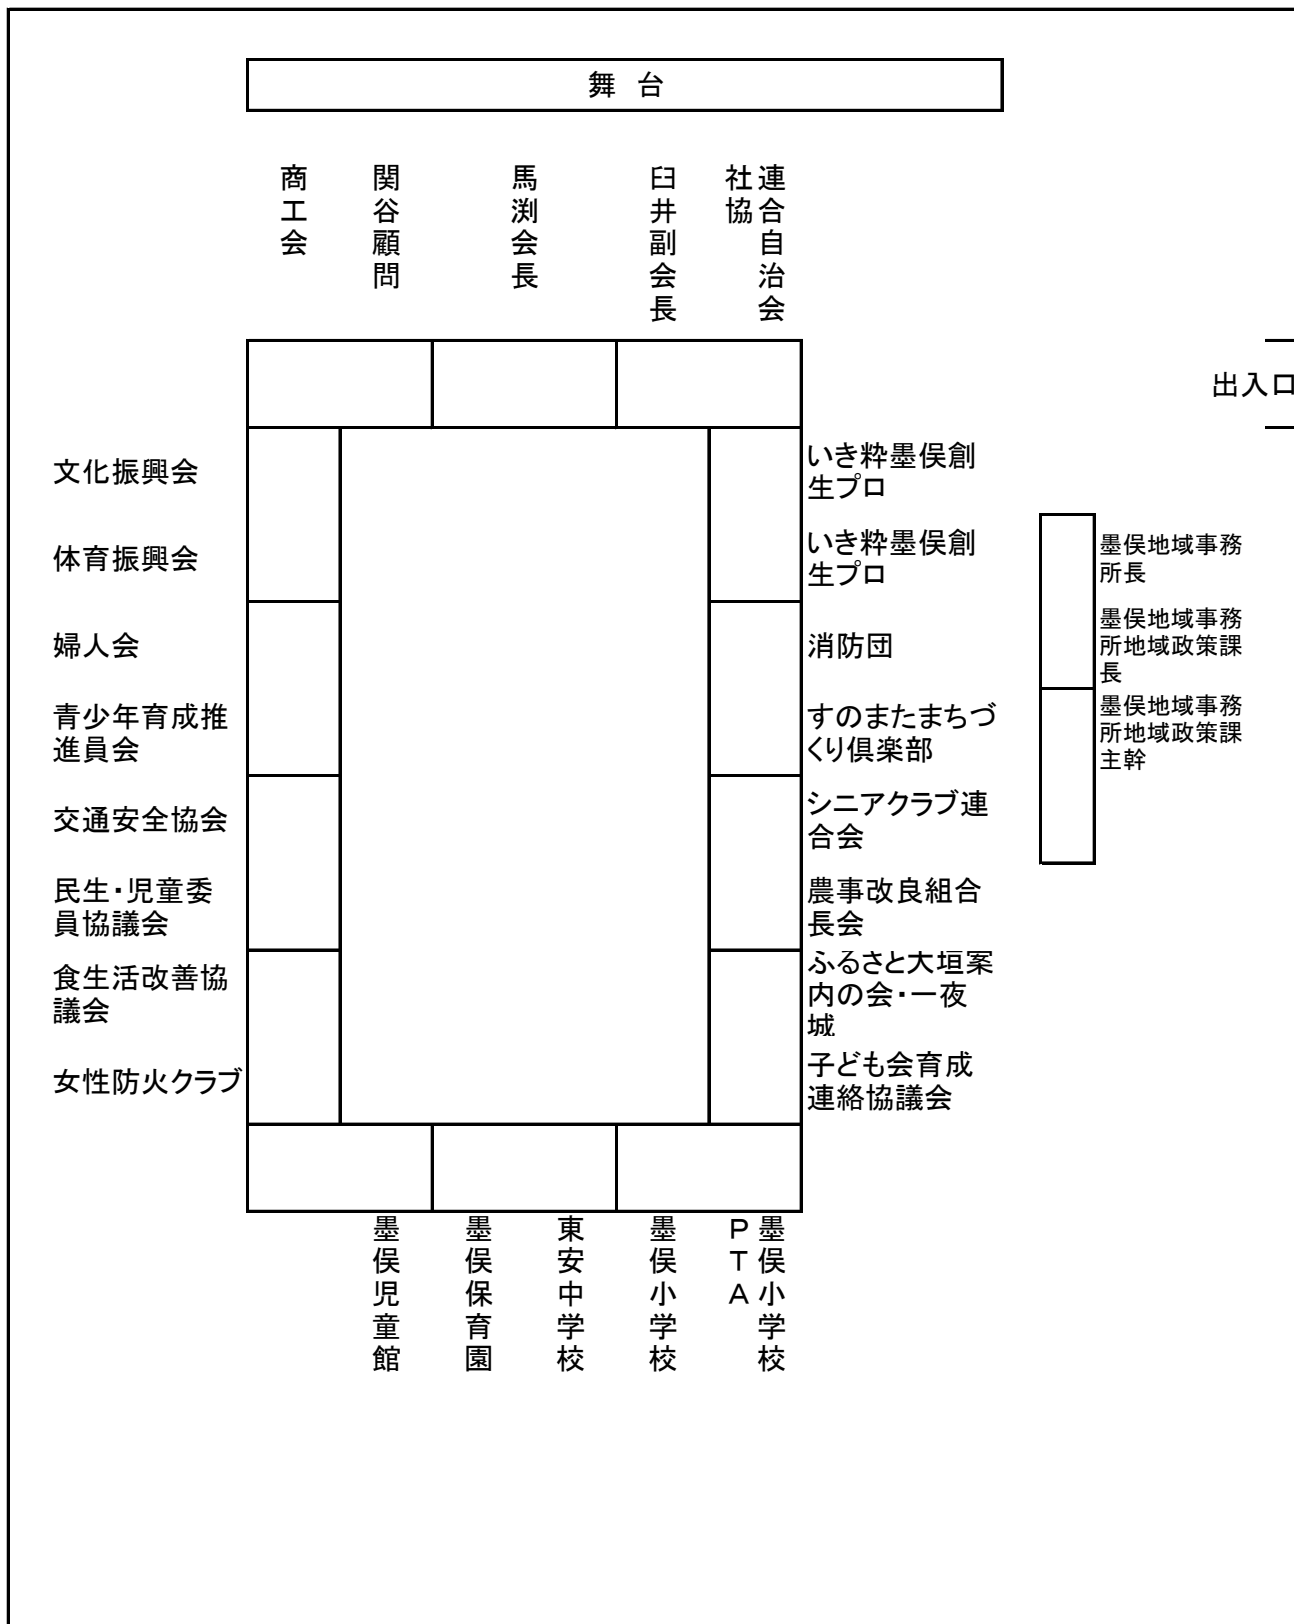 舞台
商工会
関谷顧問
馬渕会長
臼井副会長
連合自治会
社協
出入口
文化振興会
体育振興会
婦人会
青少年育成推
進員会
交通安全協会
民生・児童委
員協議会
食生活改善協
議会
女性防火クラブ
いき粋墨俣創
生プロ
いき粋墨俣創
生プロ
消防団
すのまたまちづ
くり倶楽部
シニアクラブ連
合会
農事改良組合
長会
ふるさと大垣案
内の会・一夜
城
子ども会育成
連絡協議会
墨俣地域事務
所長
墨俣地域事務
所地域政策課
長
墨俣地域事務
所地域政策課
主幹
墨俣児童館
墨俣保育園
東安中学校
墨俣小学校
墨俣小学校
PTA